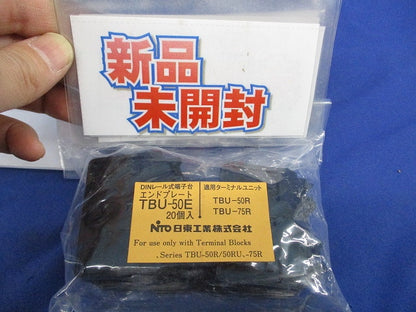 新品
未開封
DINレール式端子台
エンドプレート
TBU-50E
20個入
適用ターミナルユニット
TBU-50R
TBU-75R
NiTO 日東工業株式会社
For use only with Terminal Blocks
.Series TBU-50R/50RU、-75R